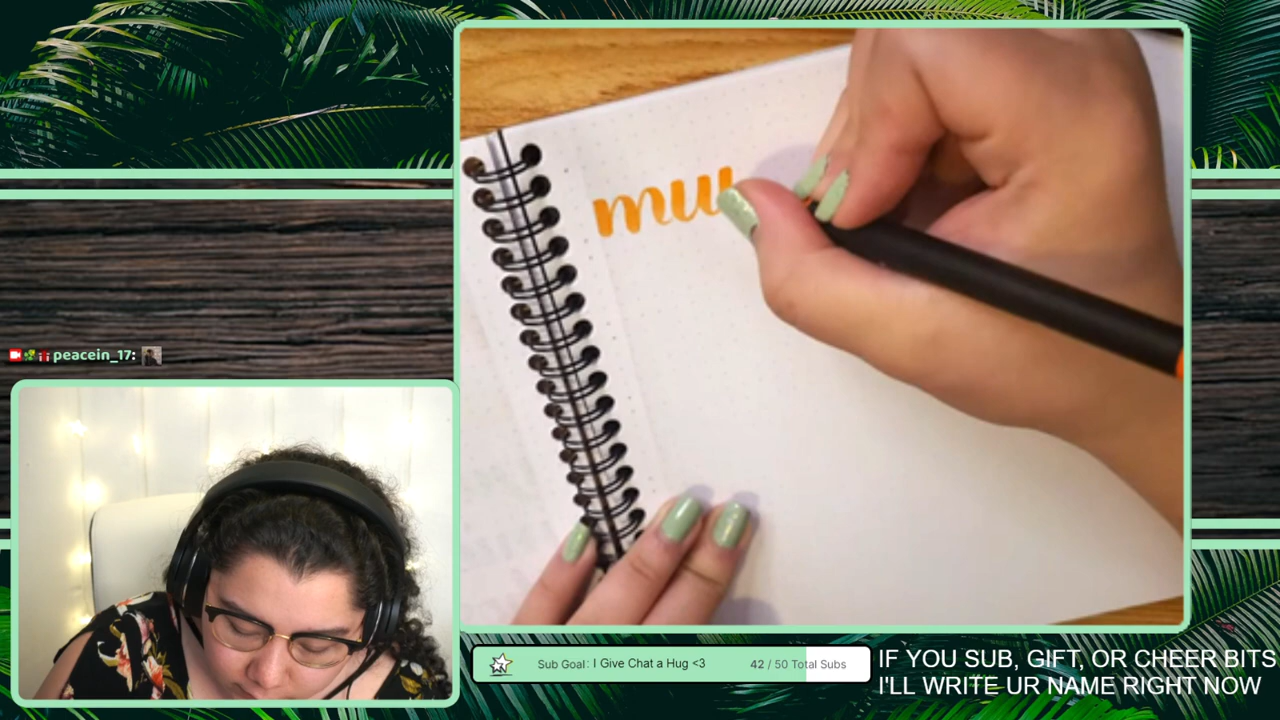 mu
peacein_17:
Sub Goal: I Give Chat a Hug <3
42 / 50 Total Subs
IF YOU SUB, GIFT, OR CHEER BITS
I'LL WRITE UR NAME RIGHT NOW